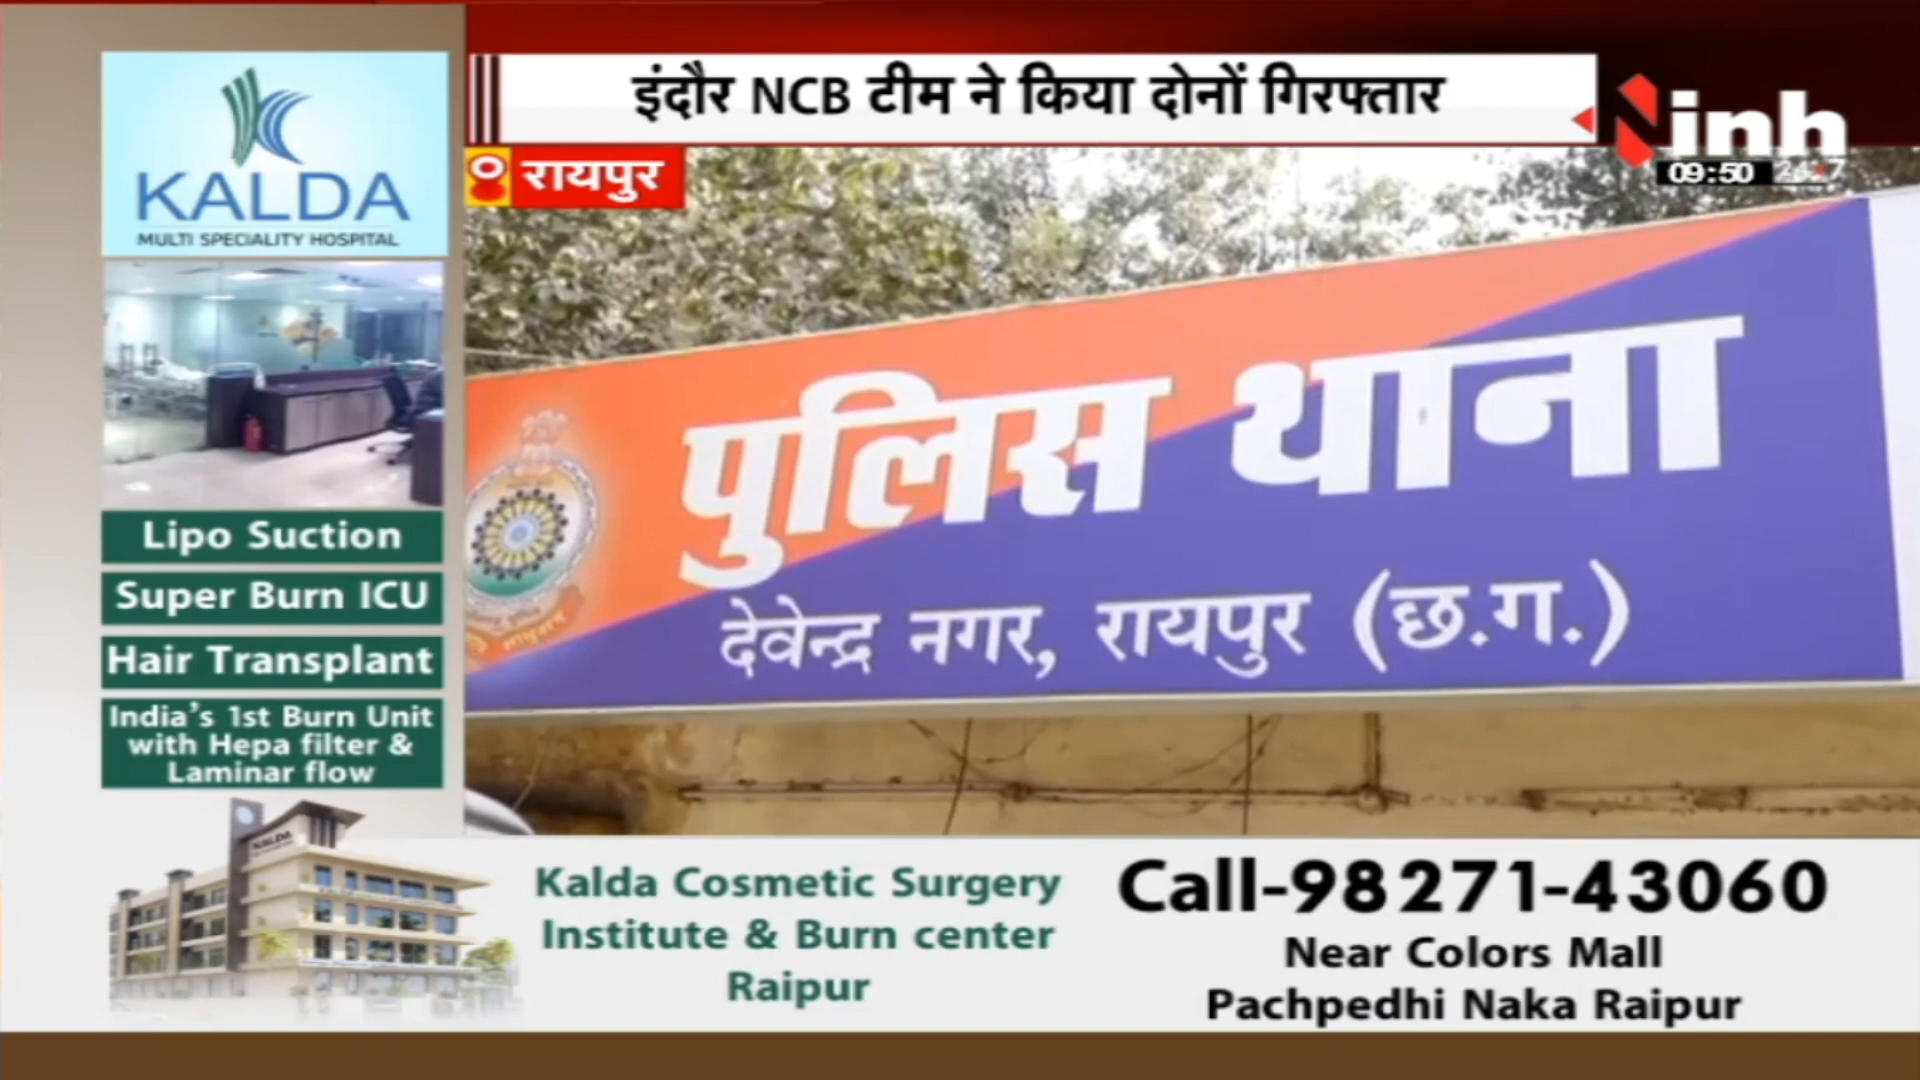 इंदौर NCB टीम ने किया दोनों गिरफ्तार
inh
09:50
रायपुर
KALDA
MULTI SPECIALITY HOSPITAL
पुलिस थाना
देवेन्द्र नगर, रायपुर (छ.ग.)
Lipo Suction
Super Burn ICU
Hair Transplant
India's 1st Burn Unit
with Hepa filter &
Laminar flow
KALDA
Kalda Cosmetic Surgery
Institute & Burn center
Raipur
Call-98271-43060
Near Colors Mall
Pachpedhi Naka Raipur